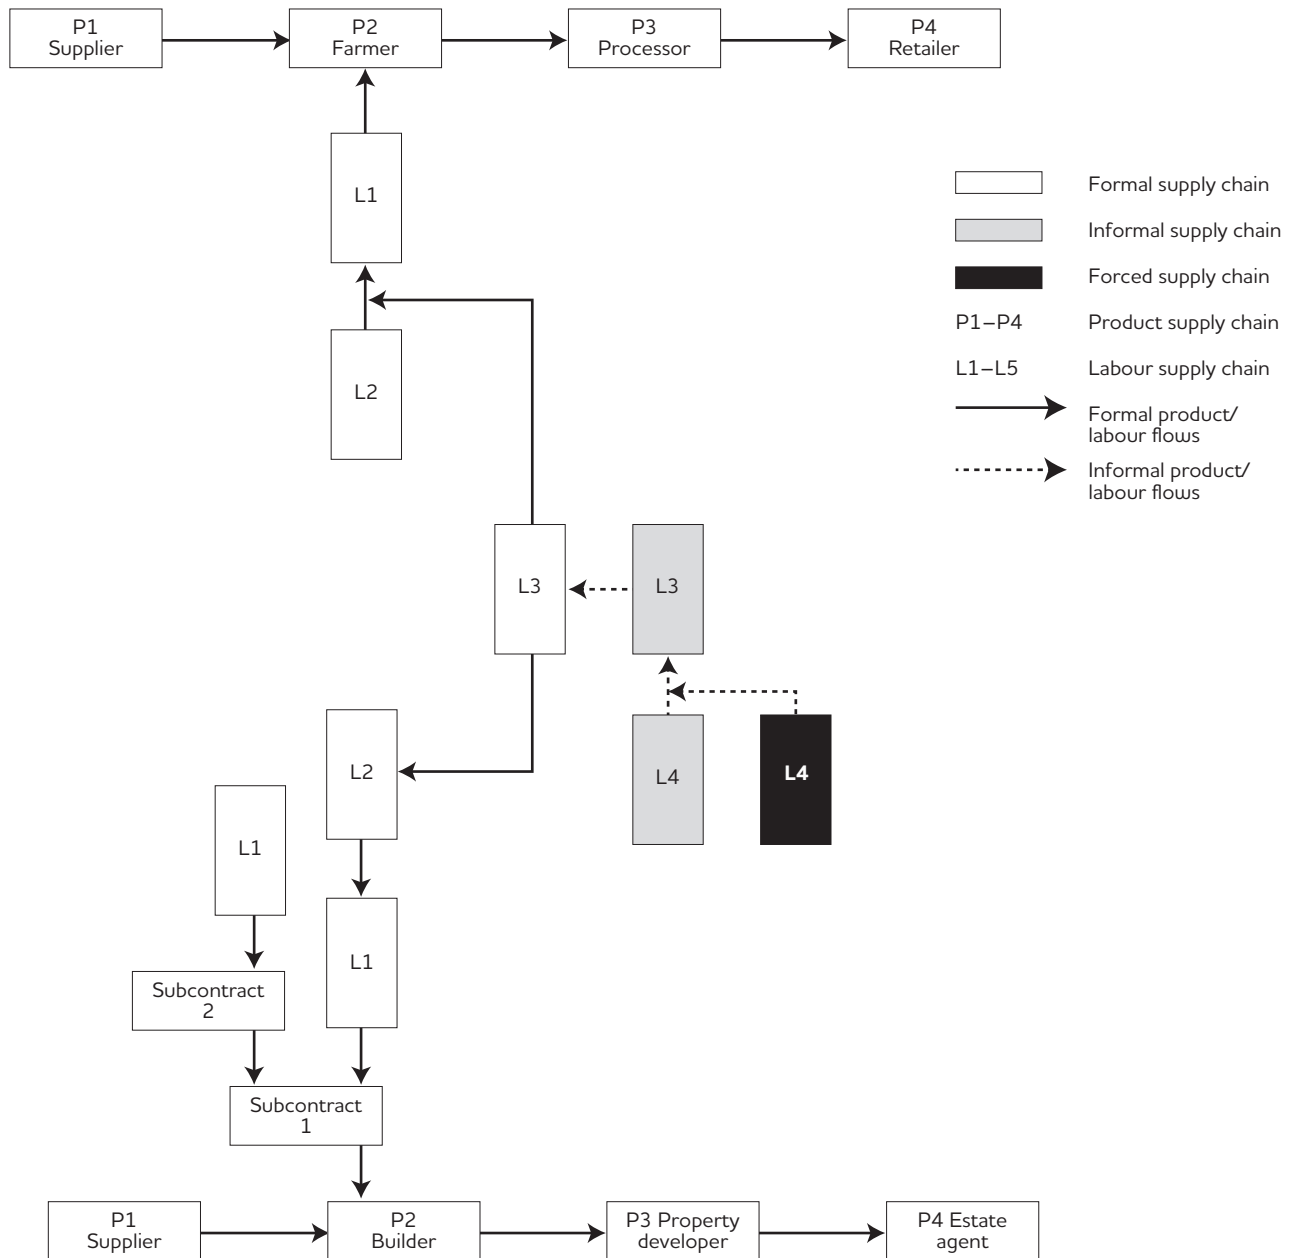 P1
Supplier
P2
Farmer
P3
Processor
P4
Retailer
L1
L2
Formal supply chain
Informal supply chain
Forced supply chain
P1–P4 Product supply chain
L1–L5 Labour supply chain
Formal product/
labour flows
Informal product/
labour flows
L3
L3
L2
L4
L4
L1
L1
Subcontract
2
Subcontract
1
P1
Supplier
P2
Builder
P3 Property
developer
P4 Estate
agent